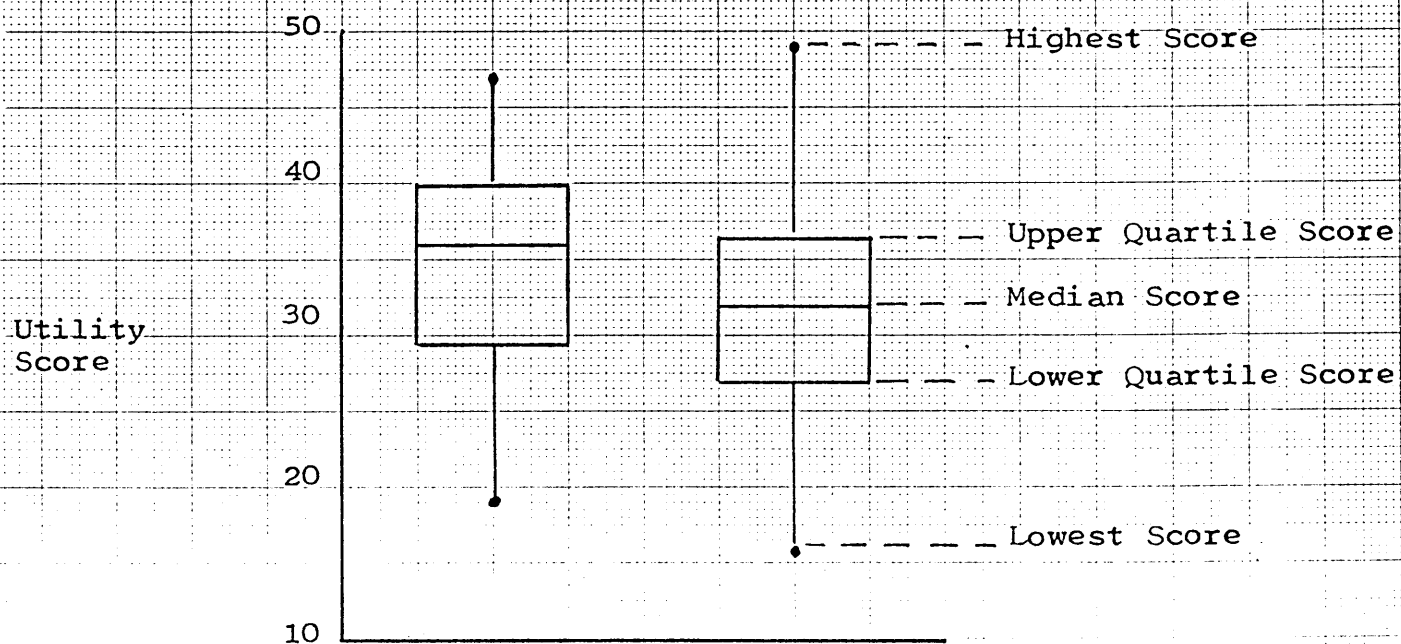 50
Highest Score
40
Upper Quartile Score
Median Score
30
Utility
Score
Lower Quartile Score
20
Lowest Score
10